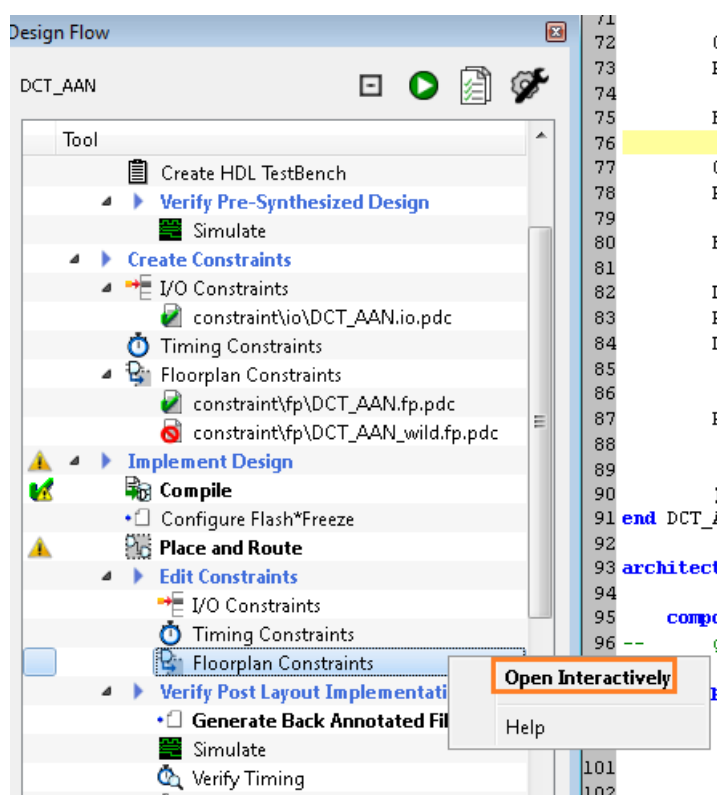 Design Flow
DCT_AAN
Tool
Create HDL TestBench
Verify Pre-Synthesized Design
Simulate
Create Constraints
I/O Constraints
constraint\io\DCT_AAN.io.pdc
Timing Constraints
Floorplan Constraints
constraint\fp\DCT_AAN.fp.pdc
constraint\fp\DCT_AAN_wild.fp.pdc
Implement Design
Compile
Configure Flash*Freeze
Place and Route
Edit Constraints
I/O Constraints
Timing Constraints
Floorplan Constraints
Verify Post Layout Implementati
Generate Back Annotated Fil
Simulate
Verify Timing
Open Interactively
Help
71
72
73
74
75
76
77
78
79
80
81
82
83
84
85
86
87
88
89
90
91 end DCT_A
92
93 architect
94
95 compo
96 --
101
102